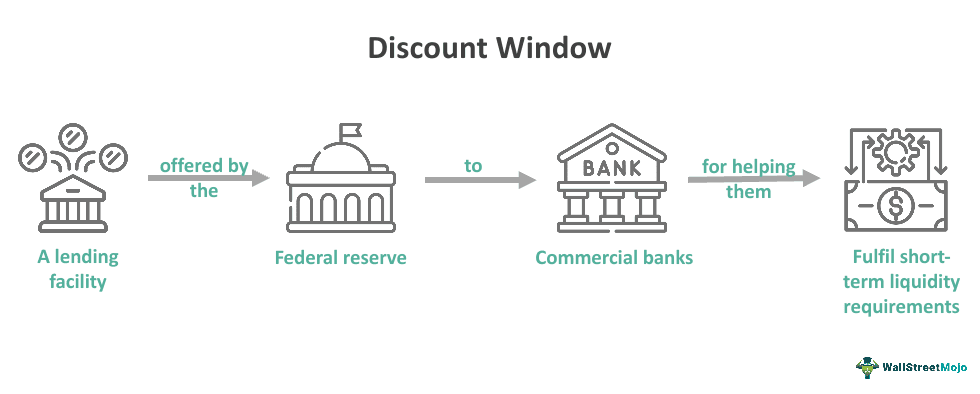 Discount Window
offered by
the
to
BANK
for helping
them
A lending
facility
Federal reserve
Commercial banks
Fulfil short-
term liquidity
requirements
$
WallStreetMojo